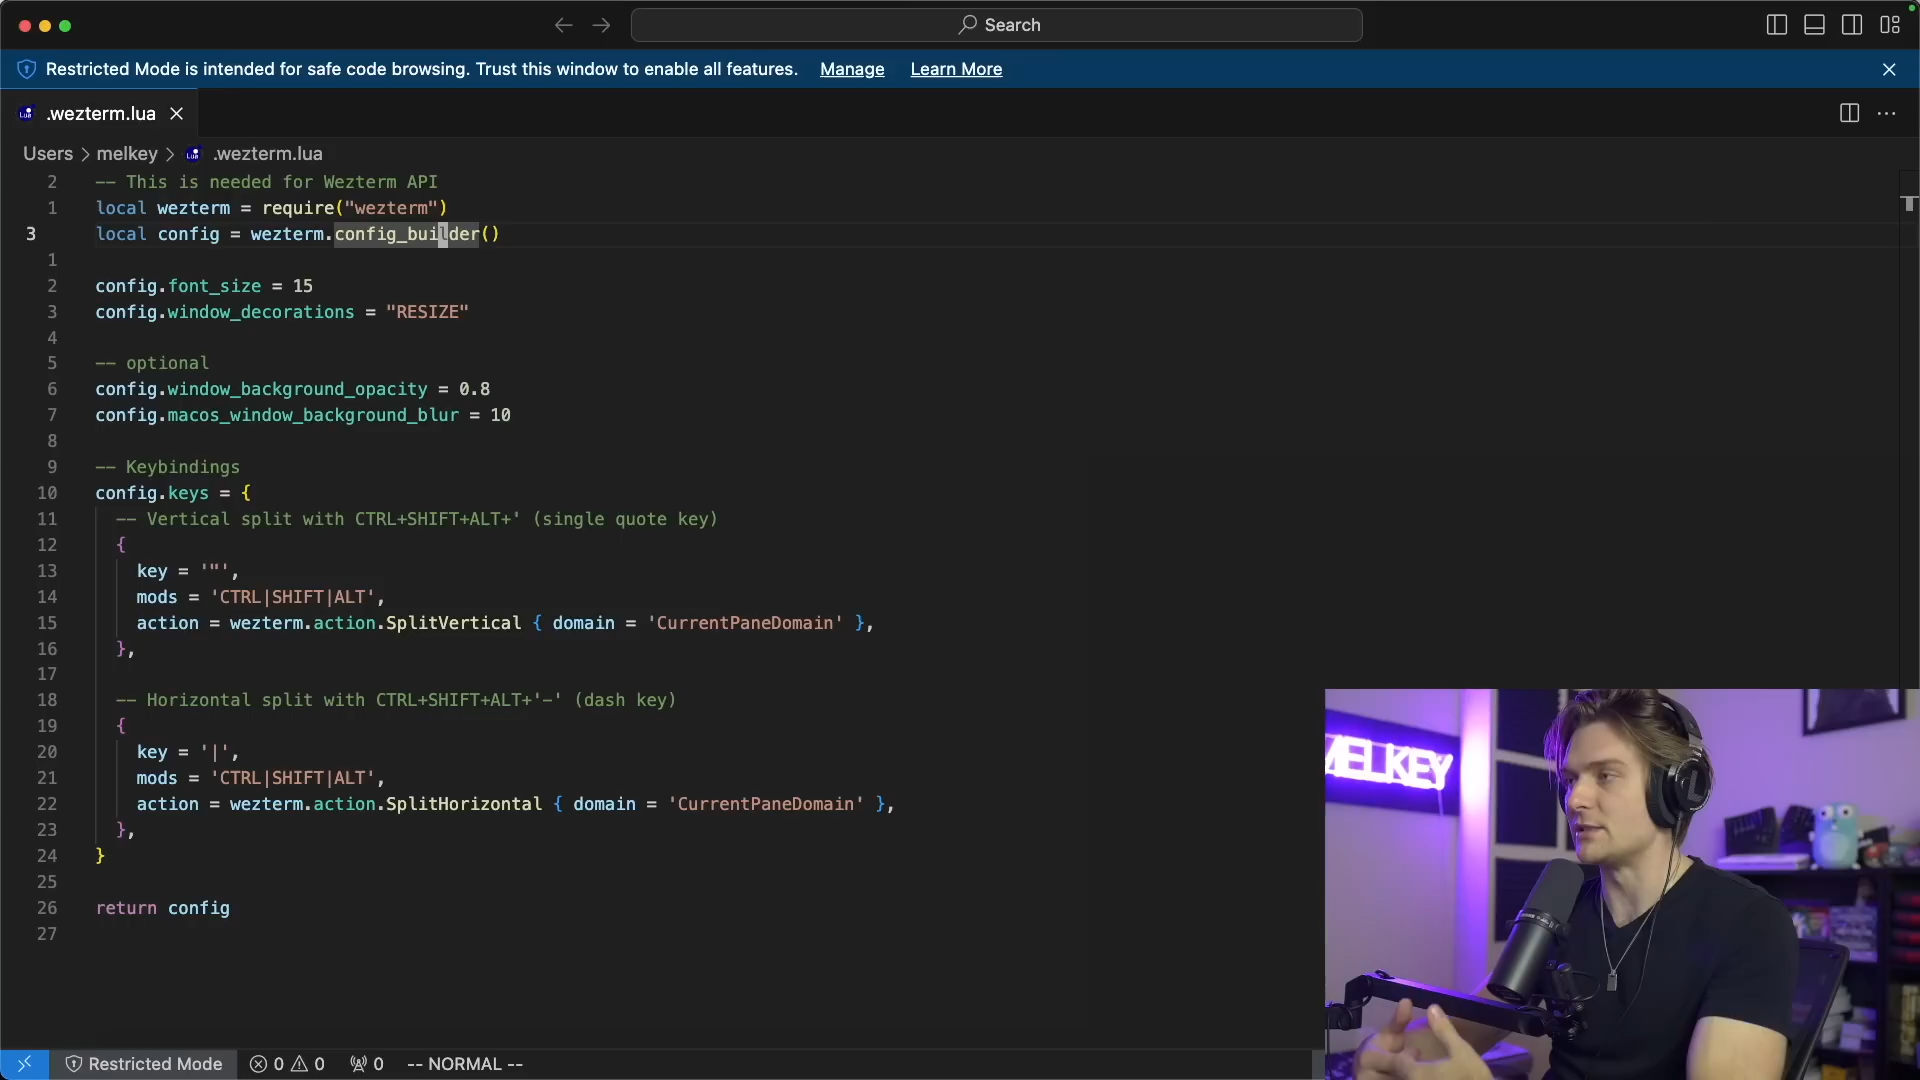 Search
Restricted Mode is intended for safe code browsing. Trust this window to enable all features. Manage Learn More
.wezterm.lua
Users > melkey > .wezterm.lua
2 -- This is needed for Wezterm API
1 local wezterm = require("wezterm")
3 local config = wezterm.config_builder()
1
2 config.font_size = 15
3 config.window_decorations = "RESIZE"
4
5 -- optional
6 config.window_background_opacity = 0.8
7 config.macos_window_background_blur = 10
8
9 -- Keybindings
10 config.keys = {
11 -- Vertical split with CTRL+SHIFT+ALT+' (single quote key)
12 {
13 key = '"',
14 mods = 'CTRL|SHIFT|ALT',
15 action = wezterm.action.SplitVertical { domain = 'CurrentPaneDomain' },
16 },
17
18 -- Horizontal split with CTRL+SHIFT+ALT+'-' (dash key)
19 {
20 key = '|',
21 mods = 'CTRL|SHIFT|ALT',
22 action = wezterm.action.SplitHorizontal { domain = 'CurrentPaneDomain' },
23 },
24 }
25
26 return config
27
MELKEY
Restricted Mode 0 0 0 -- NORMAL --